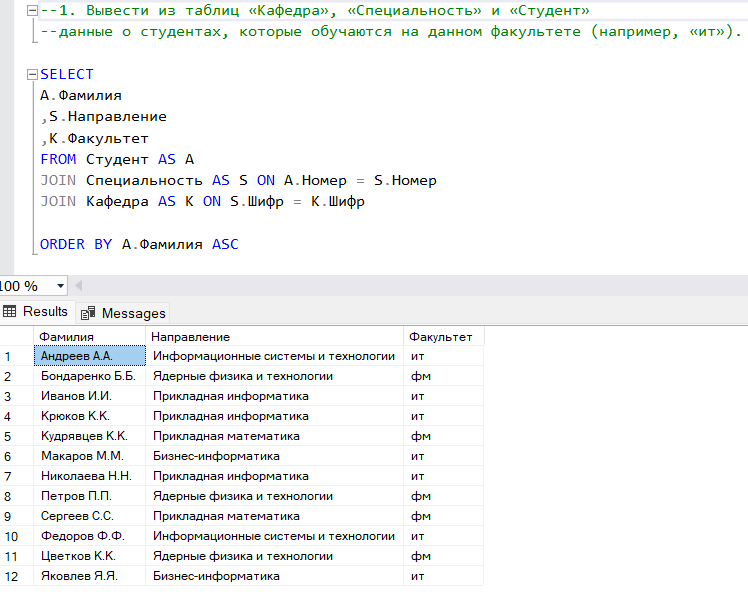 --1. Вывести из таблиц «Кафедра», «Специальность» и «Студент»
--данные о студентах, которые обучаются на данном факультете (например, «ит»).
SELECT
A.Фамилия
,S.Направление
,K.Факультет
FROM Студент AS A
JOIN Специальность AS S ON A.Номер = S.Номер
JOIN Кафедра AS K ON S.Шифр = K.Шифр
ORDER BY A.Фамилия ASC
100 %
Results Messages
Фамилия Направление Факультет
1 Андреев А.А. Информационные системы и технологии ит
2 Бондаренко Б.Б. Ядерные физика и технологии фм
3 Иванов И.И. Прикладная информатика ит
4 Крюков К.К. Прикладная информатика ит
5 Кудрявцев К.К. Прикладная математика фм
6 Макаров М.М. Бизнес-информатика ит
7 Николаева Н.Н. Прикладная информатика ит
8 Петров П.П. Ядерные физика и технологии фм
9 Сергеев С.С. Прикладная математика фм
10 Федоров Ф.Ф. Информационные системы и технологии ит
11 Цветков К.К. Ядерные физика и технологии фм
12 Яковлев Я.Я. Бизнес-информатика ит